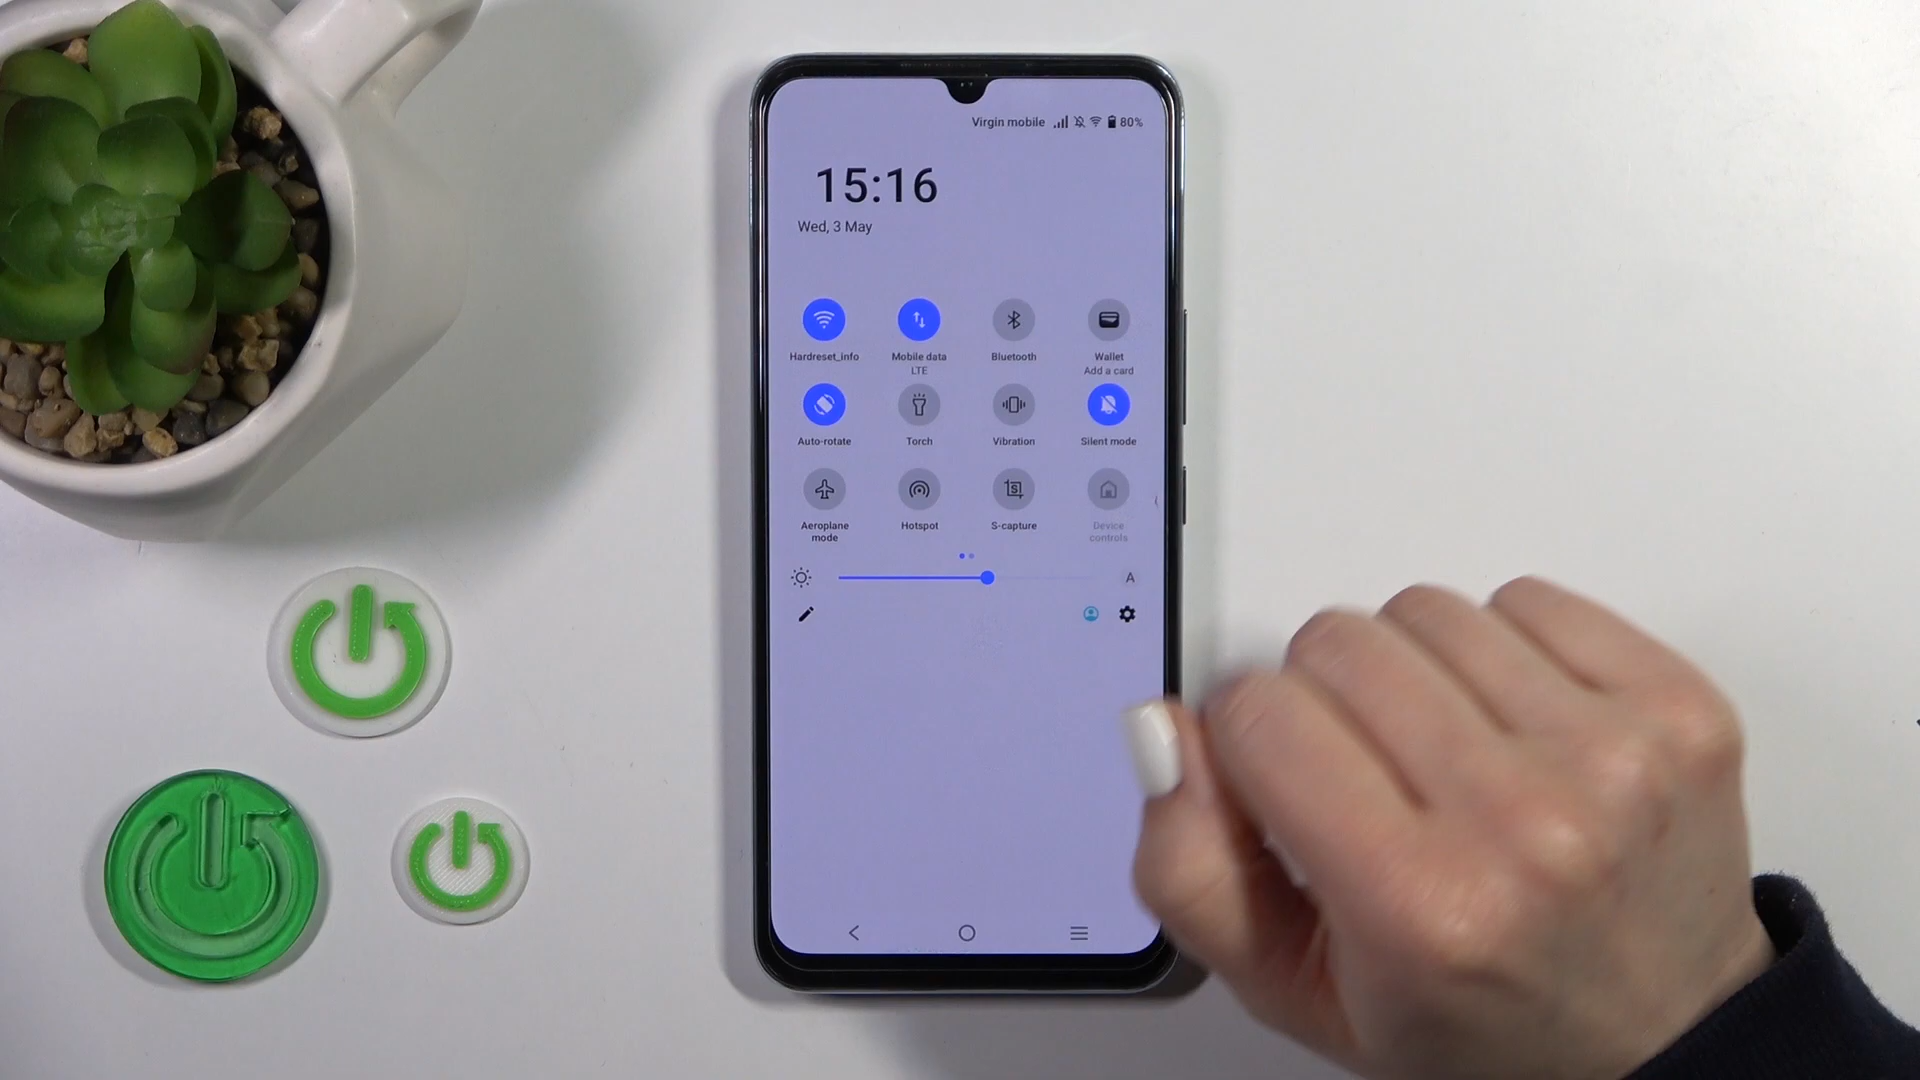 Virgin mobile 80%
15:16
Wed, 3 May
Hardreset_info Mobile data Bluetooth Wallet
LTE Add a card
Auto-rotate Torch Vibration Silent mode
Aeroplane Hotspot S-capture Device
mode controls
A